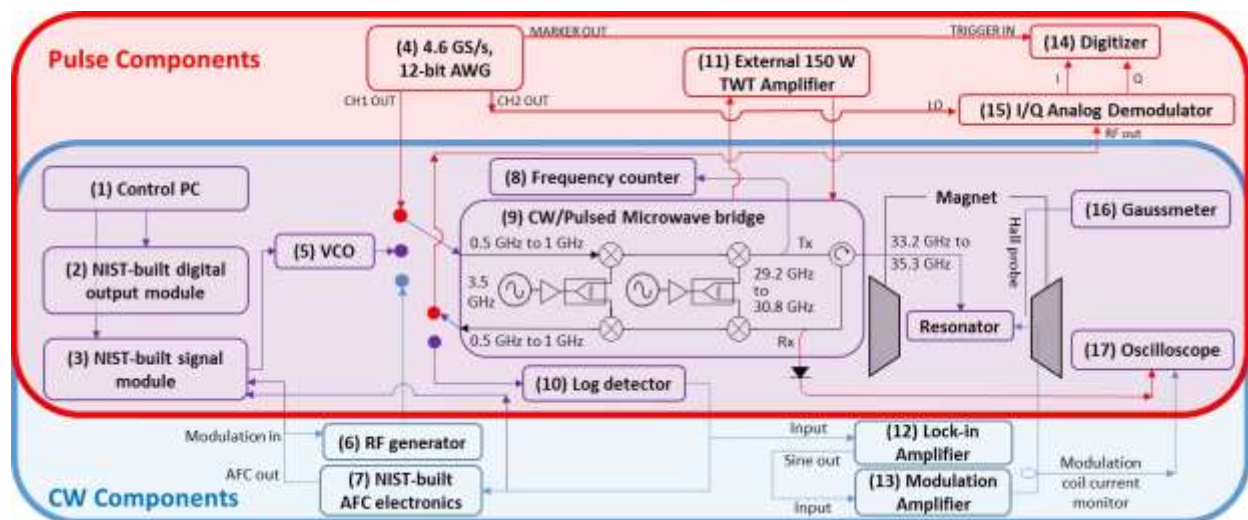 Pulse Components
(4) 4.6 GS/s,
12-bit AWG
MARKER OUT
TRIGGER IN
(14) Digitizer
(11) External 150 W
TWT Amplifier
CH1 OUT
CH2 OUT
LO
I
Q
(15) I/Q Analog Demodulator
RF out
(1) Control PC
(8) Frequency counter
(9) CW/Pulsed Microwave bridge
Magnet
(16) Gaussmeter
(5) VCO
0.5 GHz to 1 GHz
Tx
33.2 GHz to
35.3 GHz
Hall probe
(2) NIST-built digital
output module
3.5
GHz
29.2 GHz
to
30.8 GHz
Resonator
(3) NIST-built signal
module
0.5 GHz to 1 GHz
Rx
(17) Oscilloscope
(10) Log detector
Modulation in
(6) RF generator
Input
(12) Lock-in
Amplifier
AFC out
(7) NIST-built
AFC electronics
Sine out
(13) Modulation
Amplifier
Input
Modulation
coil current
monitor
CW Components